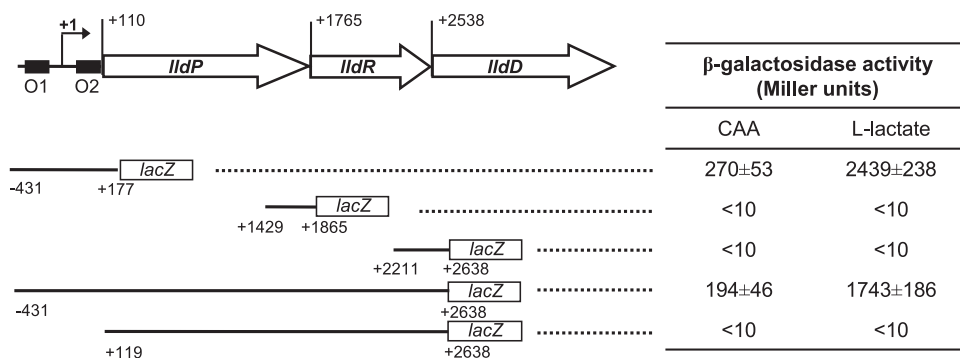 +1 +110 +1765 +2538
lldP lldR lldD
O1 O2
β-galactosidase activity
(Miller units)
CAA L-lactate
lacZ 270±53 2439±238
-431 +177
lacZ <10 <10
+1429 +1865
lacZ <10 <10
+2211 +2638
lacZ 194±46 1743±186
-431 +2638
lacZ <10 <10
+119 +2638